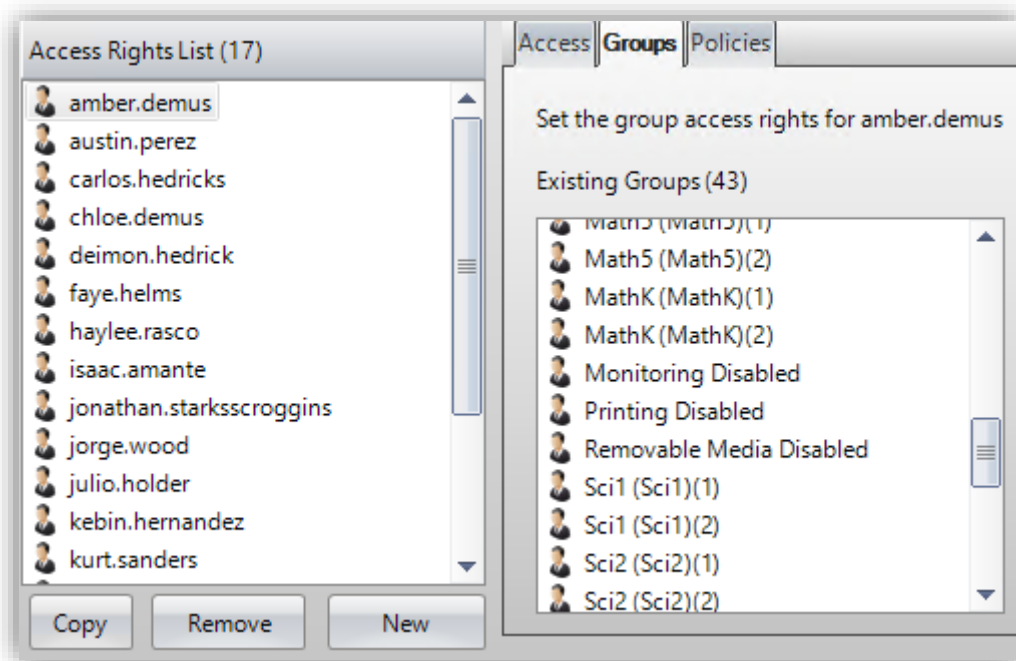 Access Rights List (17)
amber.demus
austin.perez
carlos.hedricks
chloe.demus
deimon.hedrick
faye.helms
haylee.rasco
isaac.amante
jonathan.starksscroggins
jorge.wood
julio.holder
kebin.hernandez
kurt.sanders
Copy Remove New
Access Groups Policies
Set the group access rights for amber.demus
Existing Groups (43)
Math5 (Math5)(1)
Math5 (Math5)(2)
MathK (MathK)(1)
MathK (MathK)(2)
Monitoring Disabled
Printing Disabled
Removable Media Disabled
Sci1 (Sci1)(1)
Sci1 (Sci1)(2)
Sci2 (Sci2)(1)
Sci2 (Sci2)(2)